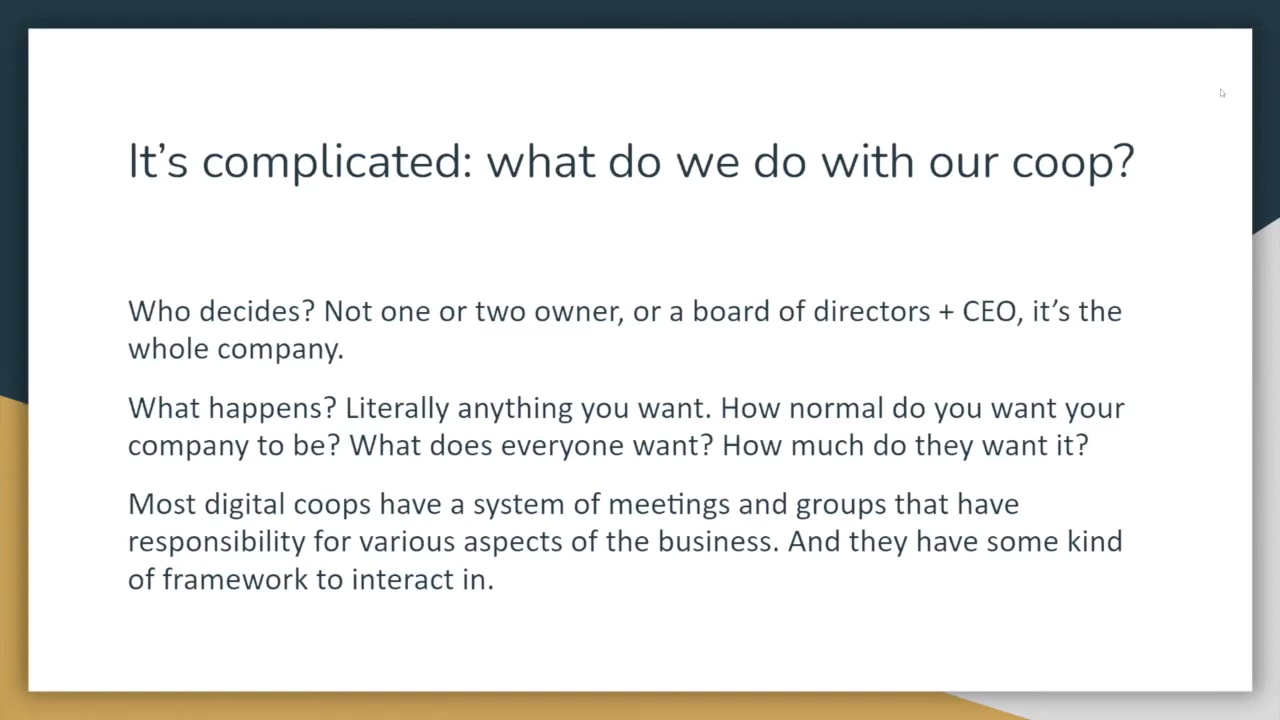 It’s complicated: what do we do with our coop?
Who decides? Not one or two owner, or a board of directors + CEO, it’s the
whole company.
What happens? Literally anything you want. How normal do you want your
company to be? What does everyone want? How much do they want it?
Most digital coops have a system of meetings and groups that have
responsibility for various aspects of the business. And they have some kind
of framework to interact in.